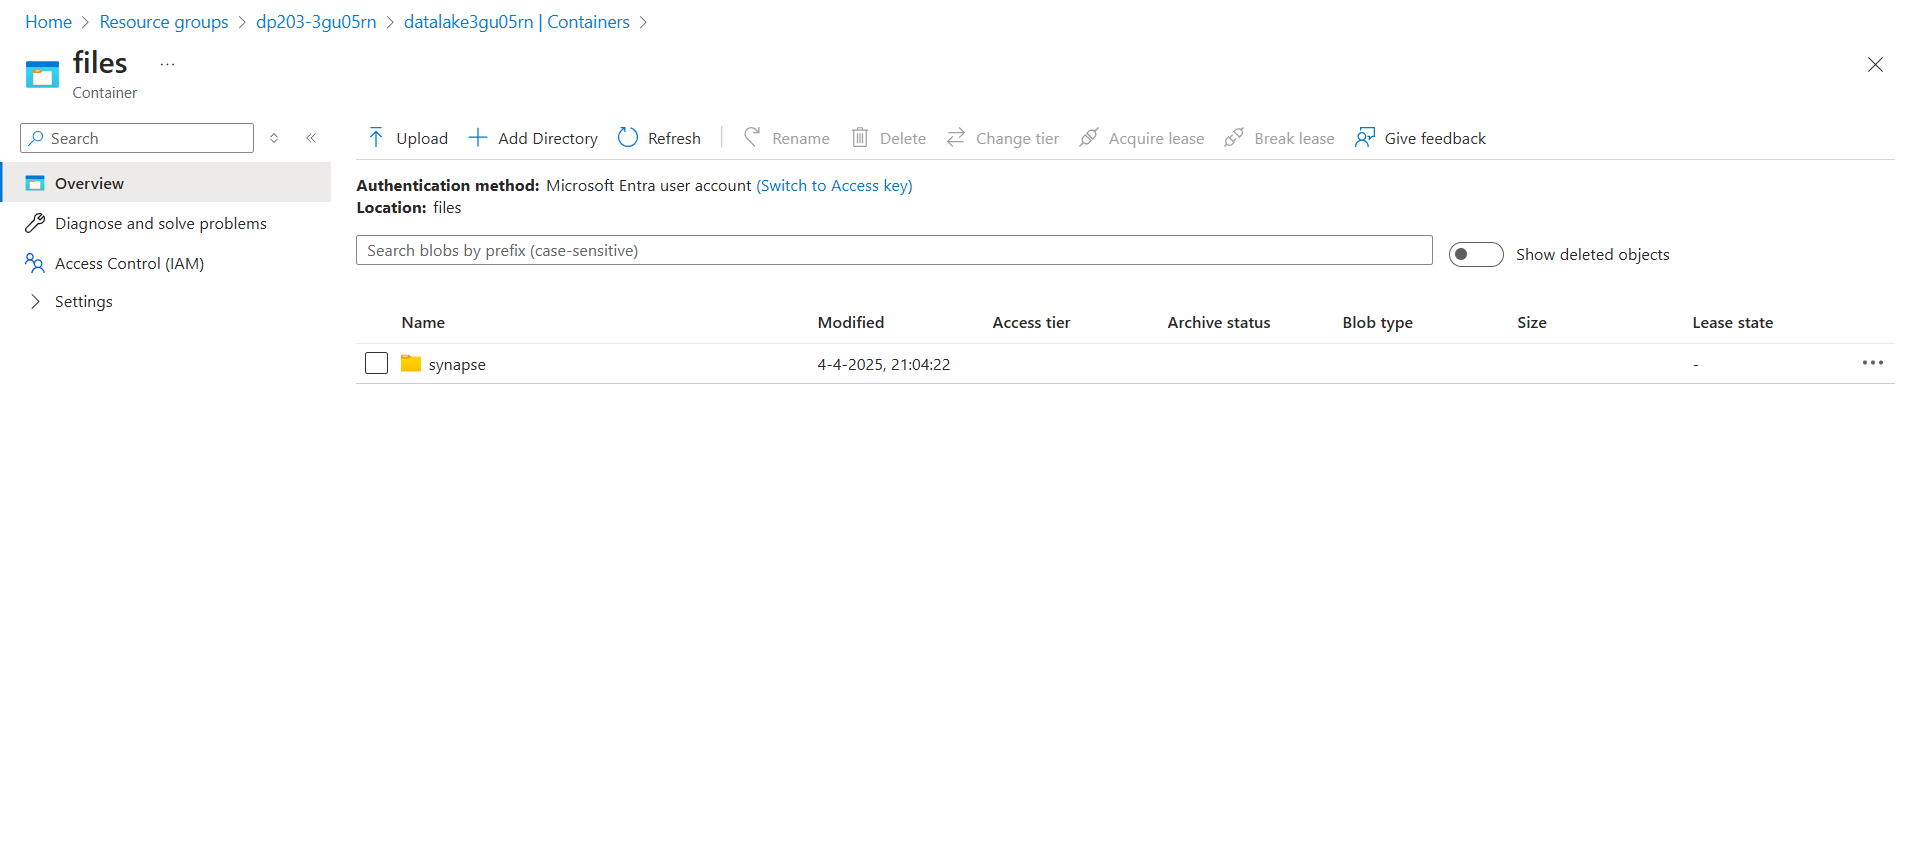 Home > Resource groups > dp203-3gu05rn > datalake3gu05rn | Containers >
files ...
Container
Search
Upload Add Directory Refresh Rename Delete Change tier Acquire lease Break lease Give feedback
Overview
Diagnose and solve problems
Access Control (IAM)
Settings
Authentication method: Microsoft Entra user account (Switch to Access key)
Location: files
Search blobs by prefix (case-sensitive)
Show deleted objects
Name Modified Access tier Archive status Blob type Size Lease state
synapse 4-4-2025, 21:04:22 - ...